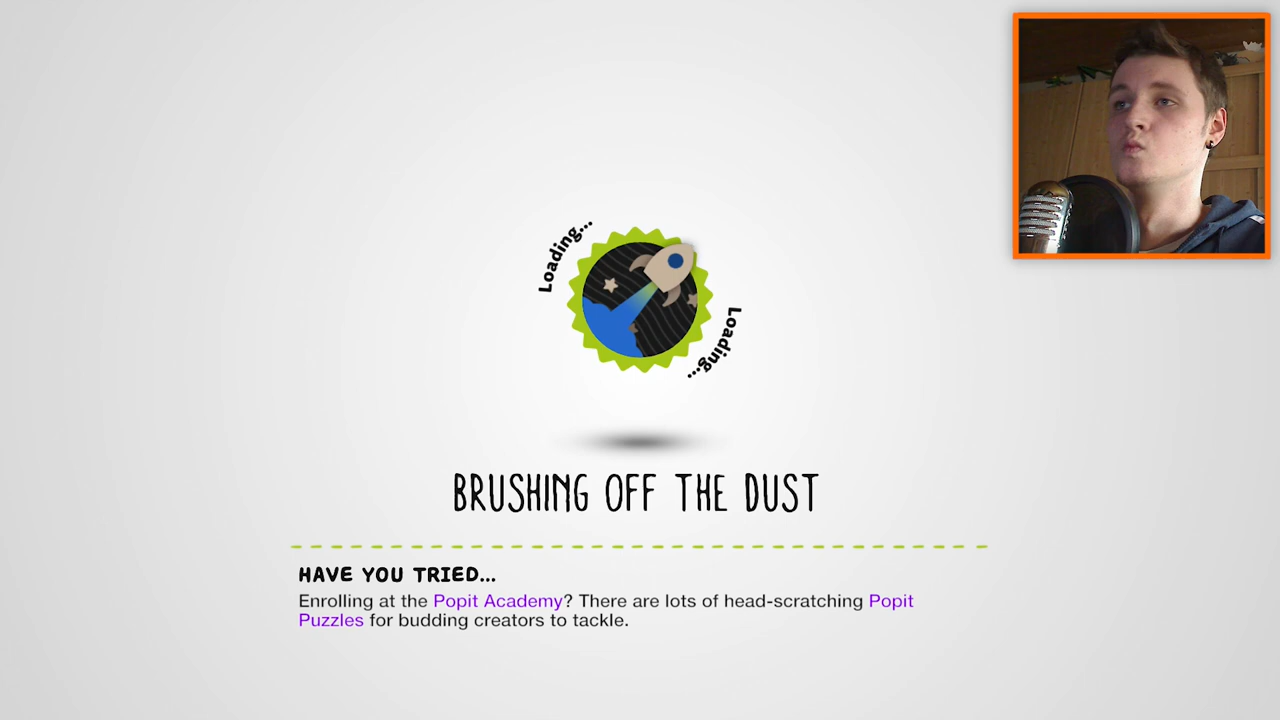 Loading...
Loading...
BRUSHING OFF THE DUST
HAVE YOU TRIED...
Enrolling at the Popit Academy? There are lots of head-scratching Popit
Puzzles for budding creators to tackle.